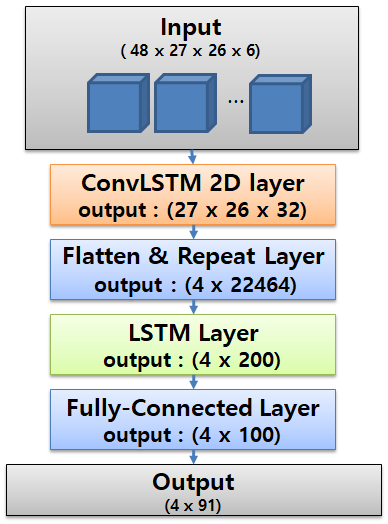 Input
( 48 x 27 x 26 x 6)
...
ConvLSTM 2D layer
output : (27 x 26 x 32)
Flatten & Repeat Layer
output : (4 x 22464)
LSTM Layer
output : (4 x 200)
Fully-Connected Layer
output : (4 x 100)
Output
(4 x 91)